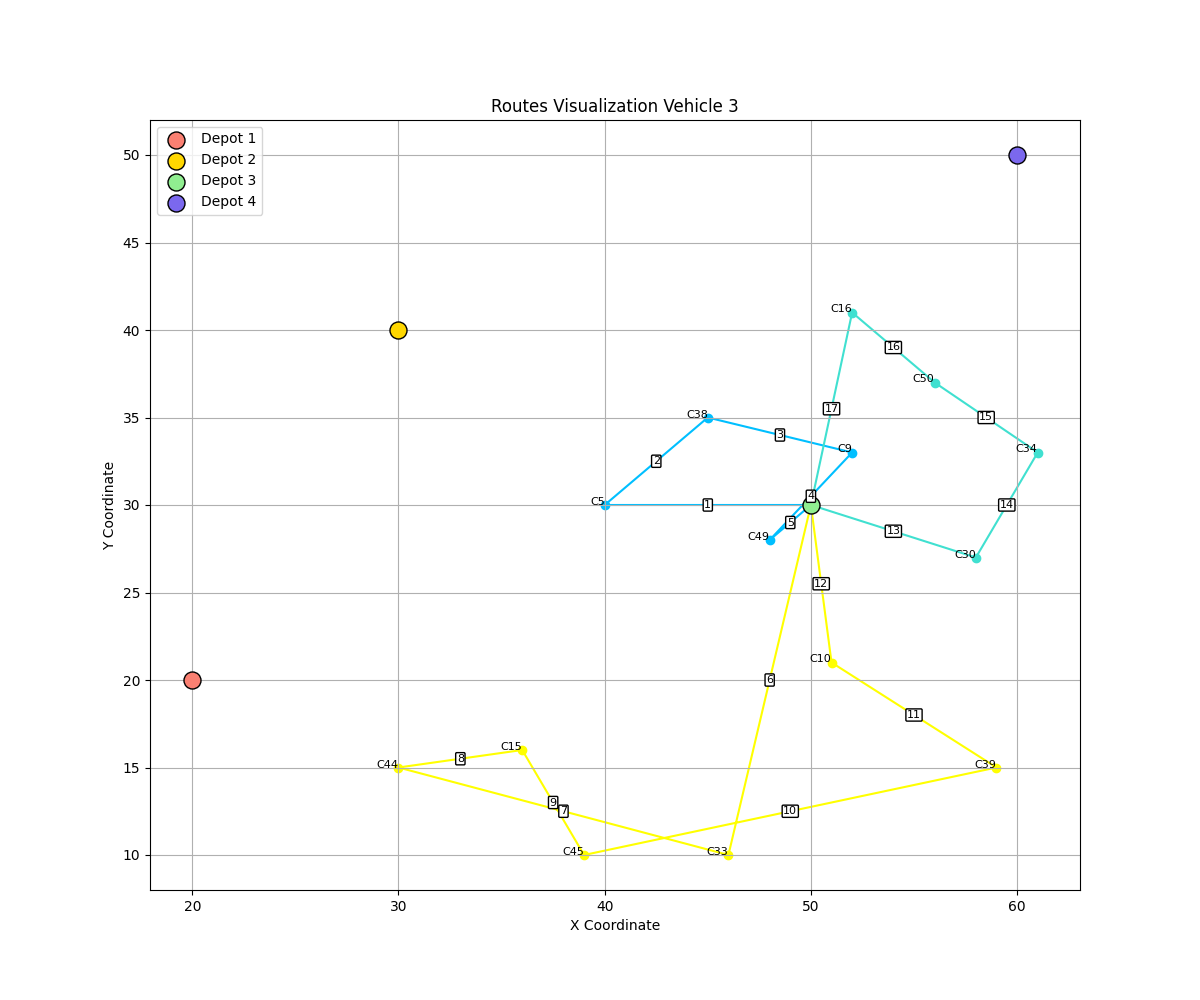 Routes Visualization Vehicle 3
Depot 1
Depot 2
Depot 3
Depot 4
50
45
40
35
30
25
20
15
10
Y Coordinate
C16
16
C50
17
15
C38
3
C9
C34
2
C5
1
4
14
5
13
C49
C30
12
C10
6
11
C15
8
C44
C39
9
7
10
C45
C33
20
30
40
50
60
X Coordinate